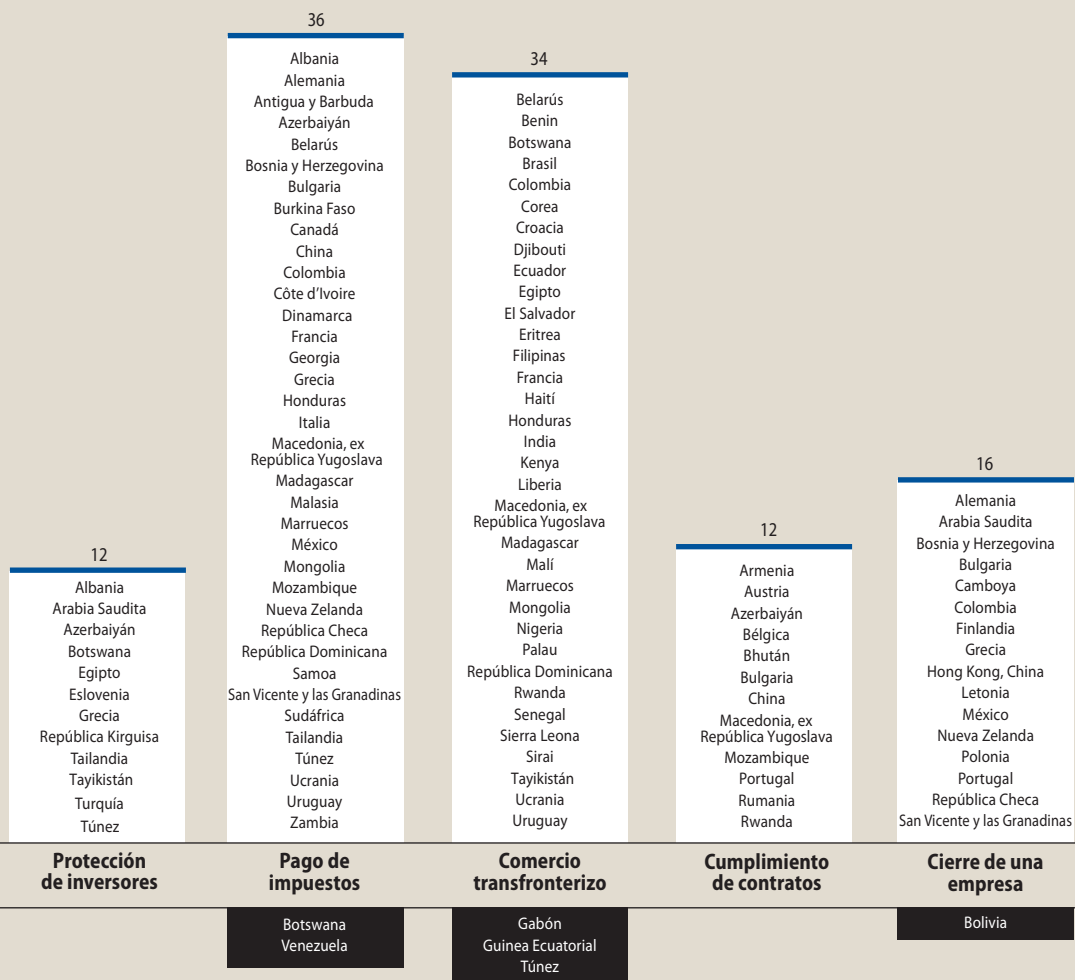 12
Albania
Arabia Saudita
Azerbaiyán
Botswana
Egipto
Eslovenia
Grecia
República Kirguisa
Tailandia
Tayikistán
Turquía
Túnez
Protección
de inversores
36
Albania
Alemania
Antigua y Barbuda
Azerbaiyán
Belarús
Bosnia y Herzegovina
Bulgaria
Burkina Faso
Canadá
China
Colombia
Côte d’Ivoire
Dinamarca
Francia
Georgia
Grecia
Honduras
Italia
Macedonia, ex
República Yugoslava
Madagascar
Malasia
Marruecos
México
Mongolia
Mozambique
Nueva Zelanda
República Checa
República Dominicana
Samoa
San Vicente y las Granadinas
Sudáfrica
Tailandia
Túnez
Ucrania
Uruguay
Zambia
Pago de
impuestos
Botswana
Venezuela
34
Belarús
Benin
Botswana
Brasil
Colombia
Corea
Croacia
Djibouti
Ecuador
Egipto
El Salvador
Eritrea
Filipinas
Francia
Haití
Honduras
India
Kenya
Liberia
Macedonia, ex
República Yugoslava
Madagascar
Malí
Marruecos
Mongolia
Nigeria
Palau
República Dominicana
Rwanda
Senegal
Sierra Leona
Sirai
Tayikistán
Ucrania
Uruguay
Comercio
transfronterizo
Gabón
Guinea Ecuatorial
Túnez
12
Armenia
Austria
Azerbaiyán
Bélgica
Bhután
Bulgaria
China
Macedonia, ex
República Yugoslava
Mozambique
Portugal
Rumania
Rwanda
Cumplimiento
de contratos
16
Alemania
Arabia Saudita
Bosnia y Herzegovina
Bulgaria
Camboya
Colombia
Finlandia
Grecia
Hong Kong, China
Letonia
México
Nueva Zelanda
Polonia
Portugal
República Checa
San Vicente y las Granadinas
Cierre de una
empresa
Bolivia